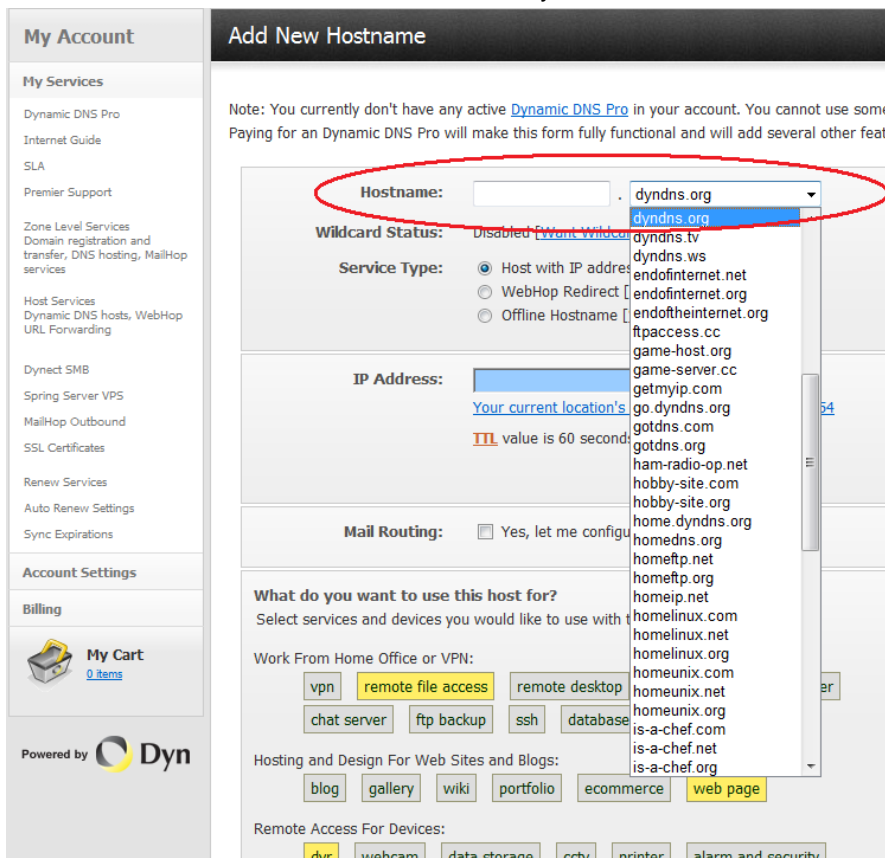 My Account
My Services
Dynamic DNS Pro
Internet Guide
SLA
Premier Support
Zone Level Services
Domain registration and
transfer, DNS hosting, MailHop
services
Host Services
Dynamic DNS hosts, WebHop
URL Forwarding
Dynect SMB
Spring Server VPS
MailHop Outbound
SSL Certificates
Renew Services
Auto Renew Settings
Sync Expirations
Account Settings
Billing
My Cart
0 items
Powered by Dyn
Add New Hostname
Note: You currently don't have any active Dynamic DNS Pro in your account. You cannot use some
Paying for an Dynamic DNS Pro will make this form fully functional and will add several other feat
Hostname: . dyndns.org
Wildcard Status: Disabled [Want Wildcar
Service Type: Host with IP addres
WebHop Redirect [
Offline Hostname [
dyndns.org
dyndns.tv
dyndns.ws
endofinternet.net
endofinternet.org
endoftheinternet.org
ftpaccess.cc
game-host.org
game-server.cc
getmyip.com
go.dyndns.org
gotdns.com
gotdns.org
ham-radio-op.net
hobby-site.com
hobby-site.org
home.dyndns.org
homedns.org
homeftp.net
homeftp.org
homeip.net
homelinux.com
homelinux.net
homelinux.org
homeunix.com
homeunix.net
homeunix.org
is-a-chef.com
is-a-chef.net
is-a-chef.org
IP Address:
Your current location's 54
TTL value is 60 seconds
Mail Routing: Yes, let me configu
What do you want to use this host for?
Select services and devices you would like to use with t
Work From Home Office or VPN:
vpn remote file access remote desktop er
chat server ftp backup ssh database
Hosting and Design For Web Sites and Blogs:
blog gallery wiki portfolio ecommerce web page
Remote Access For Devices:
dvr webcam data storage cctv printer alarm and security